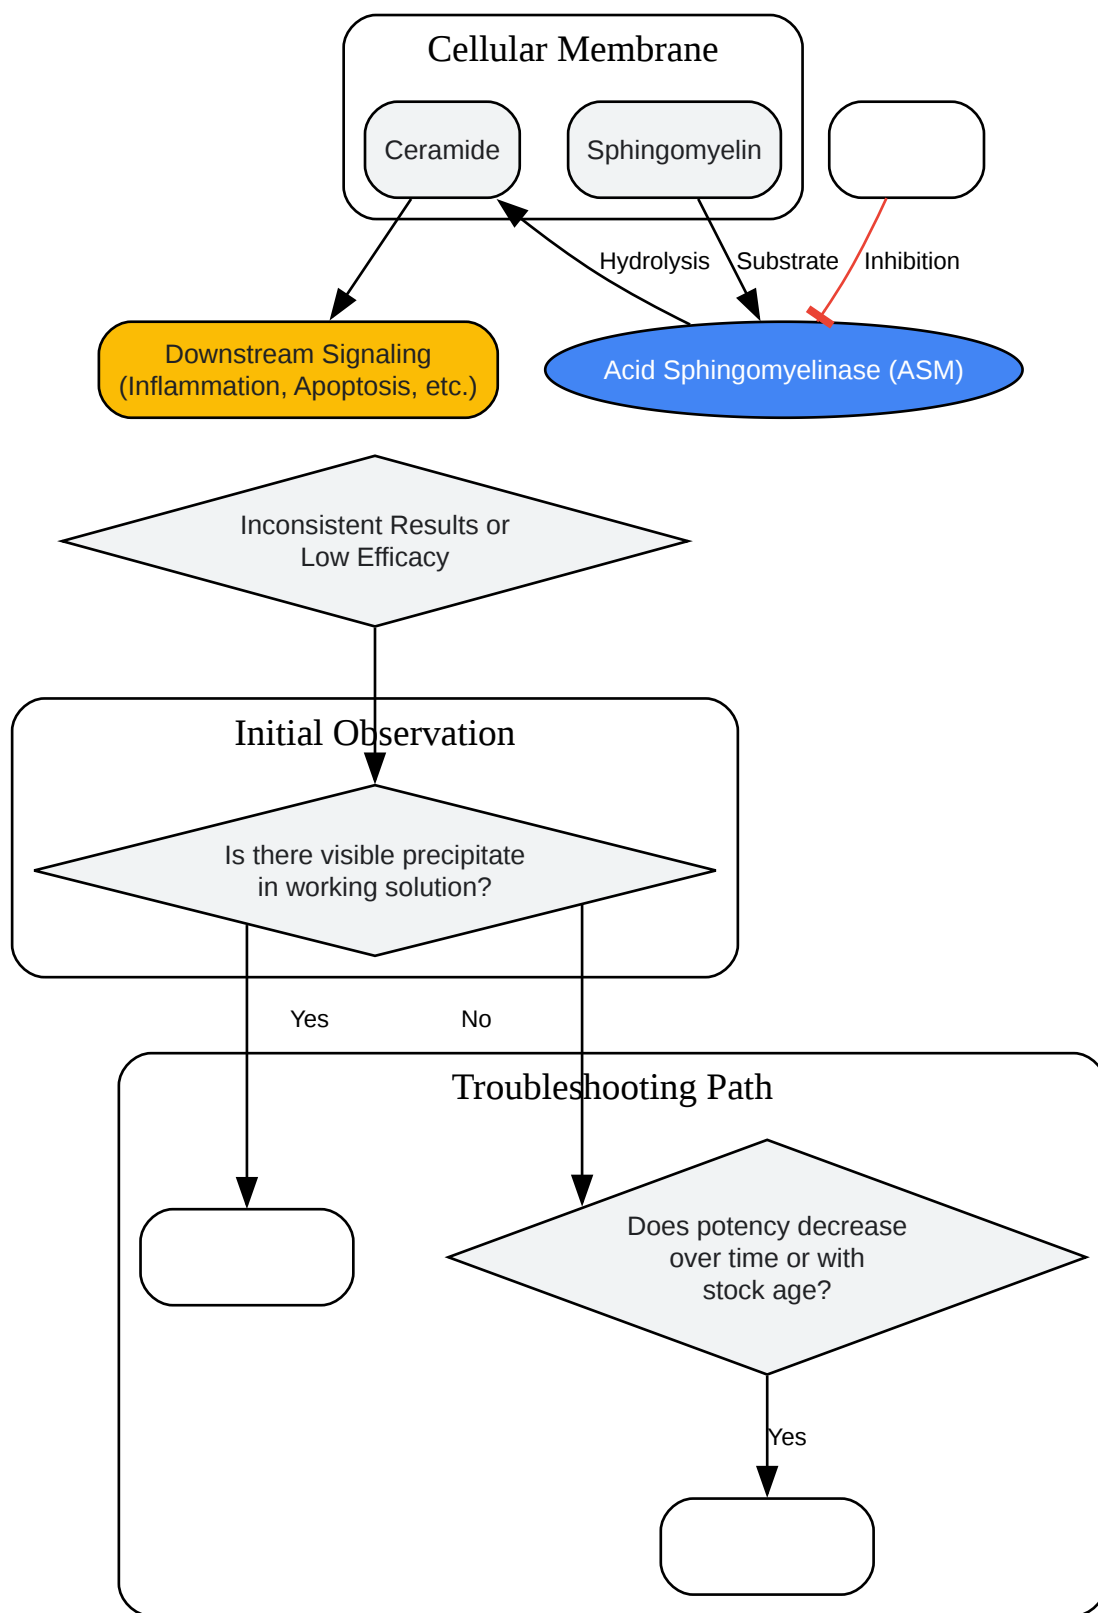 Cellular Membrane
Ceramide
Sphingomyelin
Hydrolysis
Substrate
Inhibition
Downstream Signaling
(Inflammation, Apoptosis, etc.)
Acid Sphingomyelinase (ASM)
Inconsistent Results or
Low Efficacy
Initial Observation
Is there visible precipitate
in working solution?
Yes
No
Troubleshooting Path
Does potency decrease
over time or with
stock age?
Yes